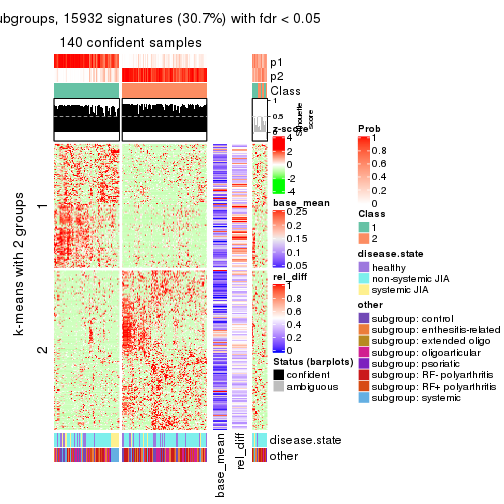 subgroups, 15932 signatures (30.7%) with fdr < 0.05
140 confident samples
p1
p2
Class
1
0.5
0
Silhouette
score
z-score
4
2
0
-2
-4
base_mean
0.25
0.2
0.15
0.1
0.05
rel_diff
1
0.8
0.6
0.4
0.2
0
Status (barplots)
confident
ambiguous
Prob
1
0.8
0.6
0.4
0.2
0
Class
1
2
disease.state
healthy
non-systemic JIA
systemic JIA
other
subgroup: control
subgroup: enthesitis-related
subgroup: extended oligo
subgroup: oligoarticular
subgroup: psoriatic
subgroup: RF- polyarthritis
subgroup: RF+ polyarthritis
subgroup: systemic
k-means with 2 groups
1
2
disease.state
other
base_mean
rel_diff